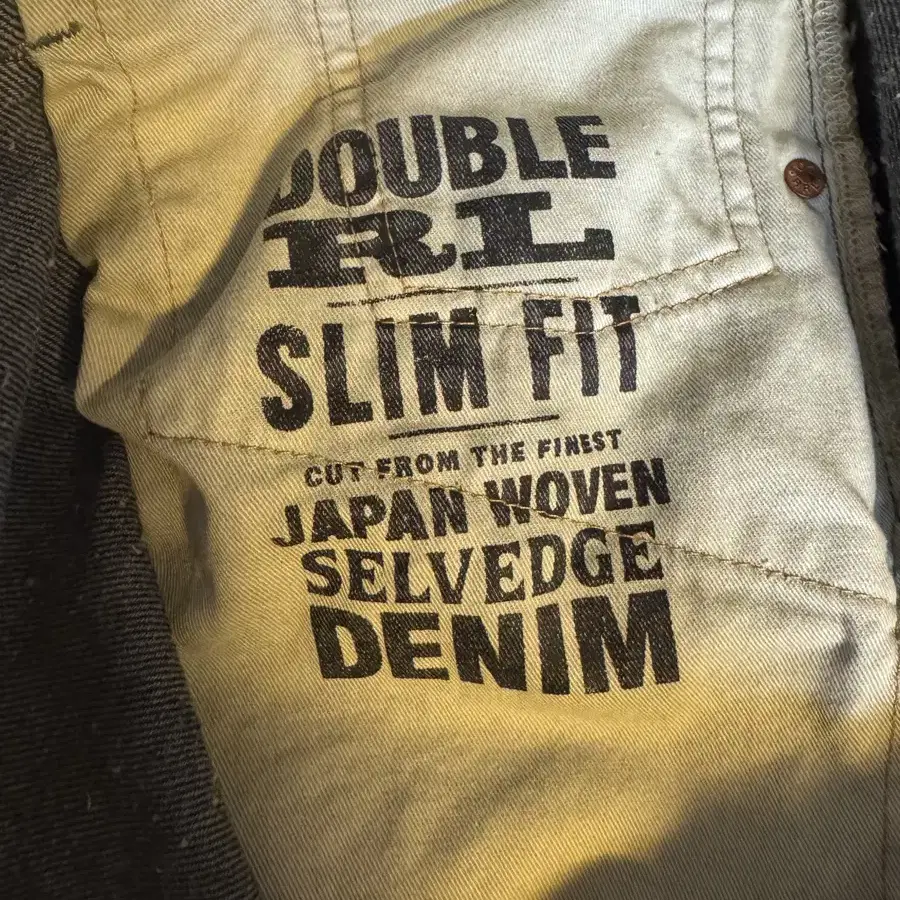 DOUBLE
RL
SLIM FIT
CUT FROM THE FINEST
JAPAN WOVEN
SELVEDGE
DENIM